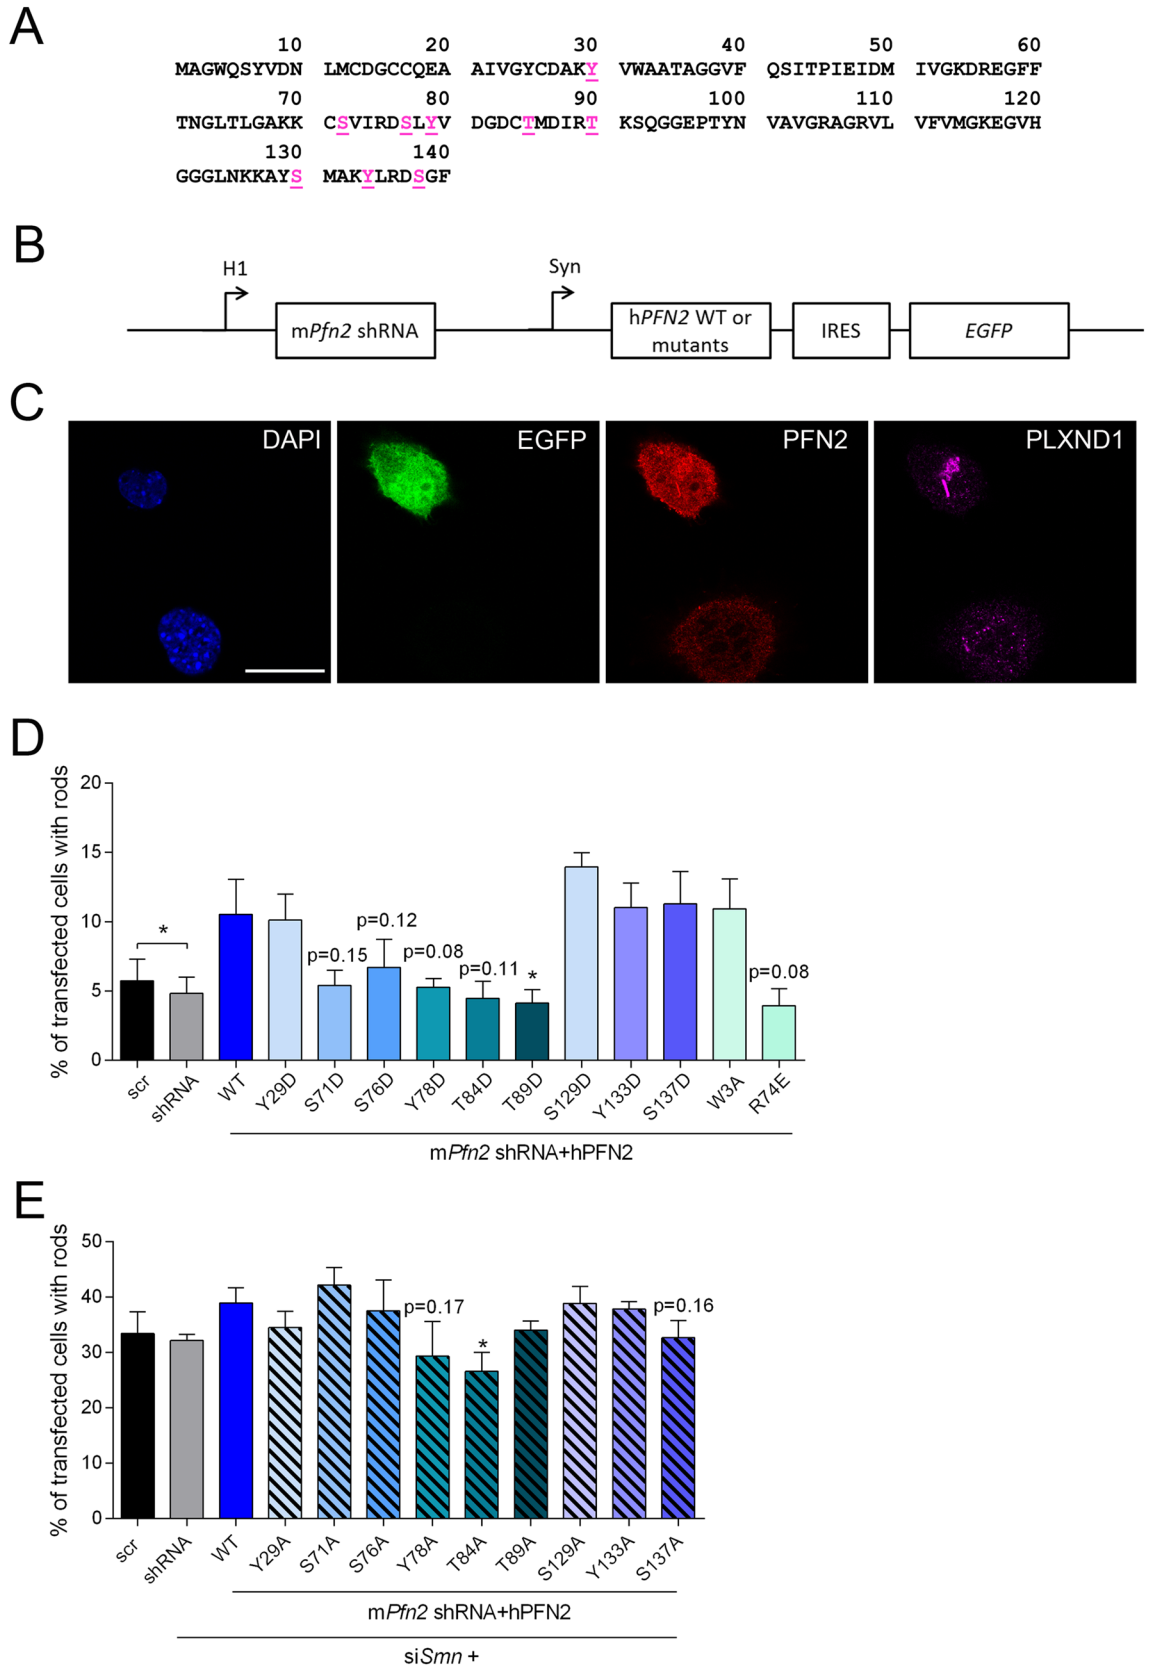 A
10 20 30 40 50 60
MAGWQSYVDN LMCDGCCQEA AIVGYCDAKY VWAATAGGVF QSITPIEIDM IVGKDREGFF
70 80 90 100 110 120
TNGLTLGAKK CSVIRDSLYV DGDCTMDIRT KSQGGEPTYN VAVGRAGRVL VFVMGKEGVH
130 140
GGGLNKKAYS MAKYLRDSGF
B
H1 Syn
mPfn2 shRNA hPFN2 WT or mutants IRES EGFP
C
DAPI EGFP PFN2 PLXND1
D
% of transfected cells with rods
20
15
10
5
0
* p=0.15 p=0.12 p=0.08 p=0.11 * p=0.08
scr shRNA WT Y29D S71D S76D Y78D T84D T89D S129D Y133D S137D W3A R74E
mPfn2 shRNA+hPFN2
E
% of transfected cells with rods
50
40
30
20
10
0
p=0.17 * p=0.16
scr shRNA WT Y29A S71A S76A Y78A T84A T89A S129A Y133A S137A
mPfn2 shRNA+hPFN2
siSmn +